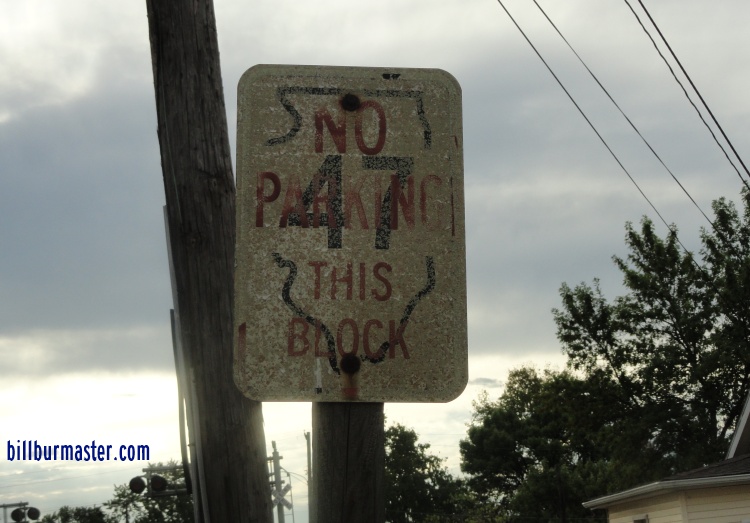 NO
PARKING
47
THIS
BLOCK
billburmaster.com